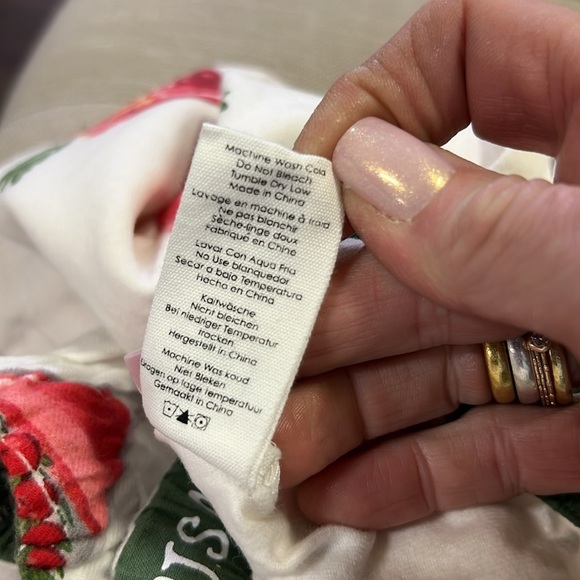 Machine Wash Cold
Do Not Bleach
Tumble Dry Low
Made in China
Lavage en machine à froid
Ne pas blanchir
Sèche-linge doux
Fabriqué en Chine
Lavar Con Aqua Fria
No Use blanquedor
Secar a bajo Temperatura
Hecho en China
Kaltwäsche
Nicht bleichen
Bei niedriger Temperatur
trocken
Hergestellt in China
Machine Was koud
Niet Bleken
Drogen op lage Temperatuur
Gemaakt in China